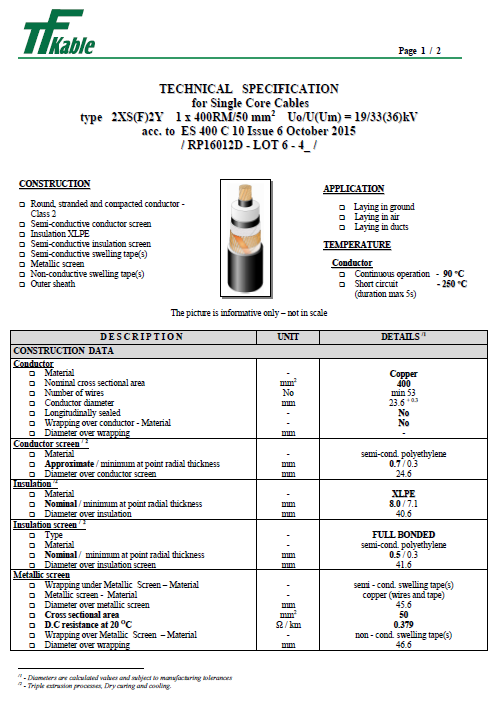 TF Kable
Page 1 / 2
TECHNICAL SPECIFICATION
for Single Core Cables
type 2XS(F)2Y 1 x 400RM/50 mm² Uo/U(Um) = 19/33(36)kV
acc. to ES 400 C 10 Issue 6 October 2015
/ RP16012D - LOT 6 - 4_ /
CONSTRUCTION
❑ Round, stranded and compacted conductor -
Class 2
❑ Semi-conductive conductor screen
❑ Insulation XLPE
❑ Semi-conductive insulation screen
❑ Semi-conductive swelling tape(s)
❑ Metallic screen
❑ Non-conductive swelling tape(s)
❑ Outer sheath
APPLICATION
❑ Laying in ground
❑ Laying in air
❑ Laying in ducts
TEMPERATURE
Conductor
❑ Continuous operation - 90 ºC
❑ Short circuit - 250 ºC
(duration max 5s)
The picture is informative only – not in scale
DESCRIPTION UNIT DETAILS /1
CONSTRUCTION DATA
Conductor
❑ Material - Copper
❑ Nominal cross sectional area mm² 400
❑ Number of wires No min 53
❑ Conductor diameter mm 23.6 + 0.3
❑ Longitudinally sealed - No
❑ Wrapping over conductor - Material - No
❑ Diameter over wrapping mm -
Conductor screen / 2
❑ Material - semi-cond. polyethylene
❑ Approximate / minimum at point radial thickness mm 0.7 / 0.3
❑ Diameter over conductor screen mm 24.6
Insulation /2
❑ Material - XLPE
❑ Nominal / minimum at point radial thickness mm 8.0 / 7.1
❑ Diameter over insulation mm 40.6
Insulation screen / 2
❑ Type - FULL BONDED
❑ Material - semi-cond. polyethylene
❑ Nominal / minimum at point radial thickness mm 0.5 / 0.3
❑ Diameter over insulation screen mm 41.6
Metallic screen
❑ Wrapping under Metallic Screen – Material - semi - cond. swelling tape(s)
❑ Metallic screen - Material - copper (wires and tape)
❑ Diameter over metallic screen mm 45.6
❑ Cross sectional area mm² 50
❑ D.C resistance at 20 ºC Ω / km 0.379
❑ Wrapping over Metallic Screen – Material - non - cond. swelling tape(s)
❑ Diameter over wrapping mm 46.6
/1 - Diameters are calculated values and subject to manufacturing tolerances
/2 - Triple extrusion processes, Dry curing and cooling.